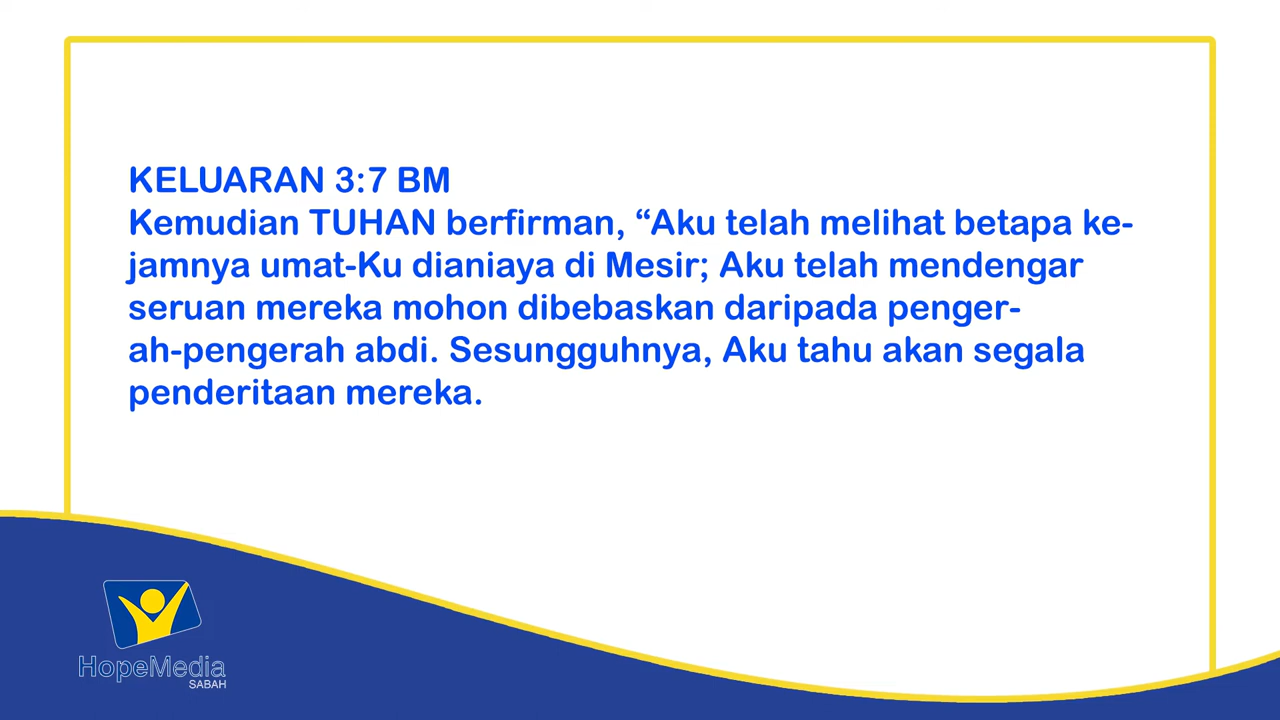 KELUARAN 3:7 BM
Kemudian TUHAN berfirman, “Aku telah melihat betapa ke-
jamnya umat-Ku dianiaya di Mesir; Aku telah mendengar
seruan mereka mohon dibebaskan daripada penger-
ah-pengerah abdi. Sesungguhnya, Aku tahu akan segala
penderitaan mereka.
HopeMedia
SABAH